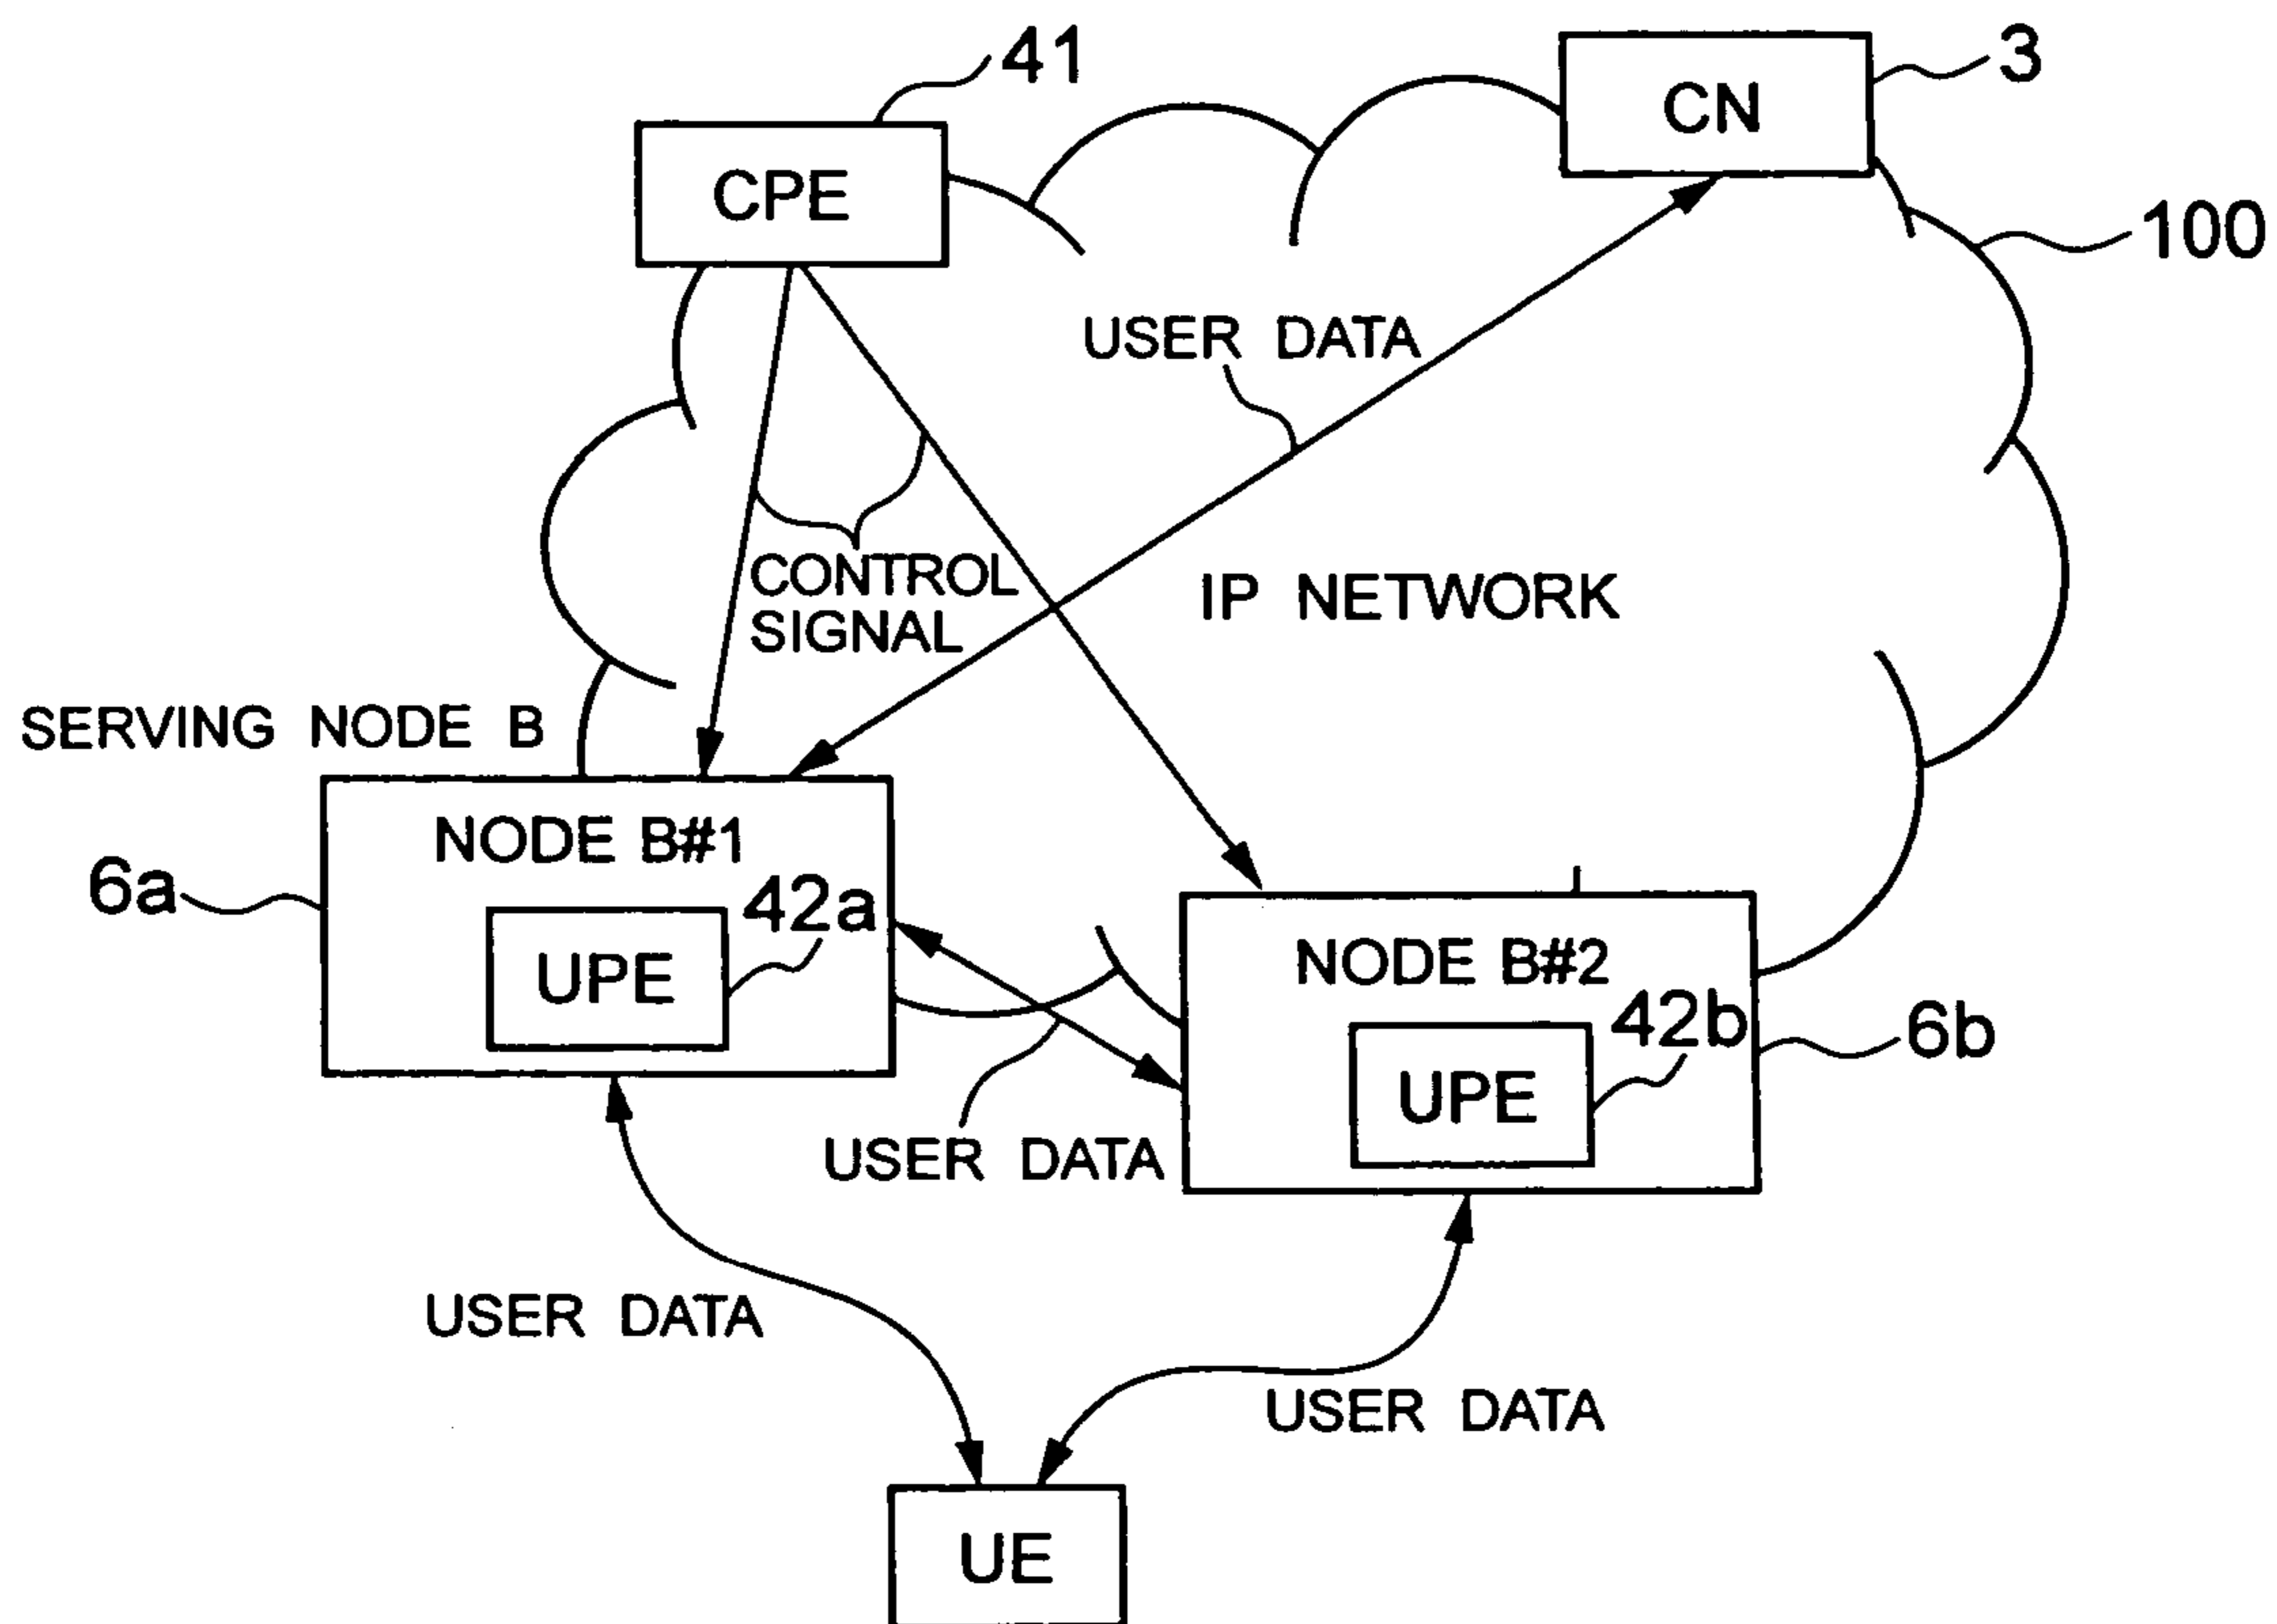 41
3
CN
CPE
100
USER DATA
CONTROL
SIGNAL
IP NETWORK
SERVING NODE B
NODE B#1
6a
42a
UPE
NODE B#2
42b
6b
UPE
USER DATA
USER DATA
USER DATA
UE